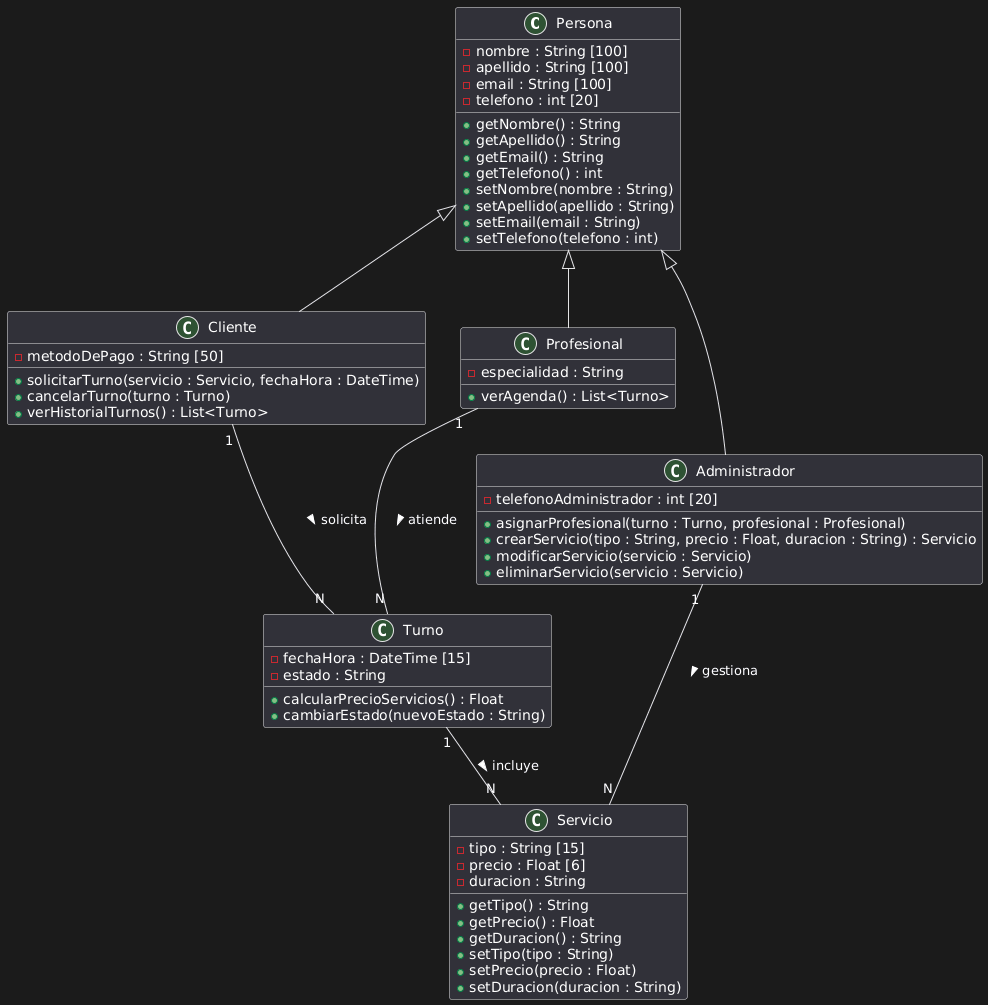 C Persona
nombre : String [100]
apellido : String [100]
email : String [100]
telefono : int [20]
getNombre() : String
getApellido() : String
getEmail() : String
getTelefono() : int
setNombre(nombre : String)
setApellido(apellido : String)
setEmail(email : String)
setTelefono(telefono : int)
C Cliente
metodoDePago : String [50]
solicitarTurno(servicio : Servicio, fechaHora : DateTime)
cancelarTurno(turno : Turno)
verHistorialTurnos() : List<Turno>
C Profesional
especialidad : String
verAgenda() : List<Turno>
C Administrador
telefonoAdministrador : int [20]
asignarProfesional(turno : Turno, profesional : Profesional)
crearServicio(tipo : String, precio : Float, duracion : String) : Servicio
modificarServicio(servicio : Servicio)
eliminarServicio(servicio : Servicio)
1
solicita
N
1
atiende
N
C Turno
fechaHora : DateTime [15]
estado : String
calcularPrecioServicios() : Float
cambiarEstado(nuevoEstado : String)
1
gestiona
N
1
incluye
N
C Servicio
tipo : String [15]
precio : Float [6]
duracion : String
getTipo() : String
getPrecio() : Float
getDuracion() : String
setTipo(tipo : String)
setPrecio(precio : Float)
setDuracion(duracion : String)